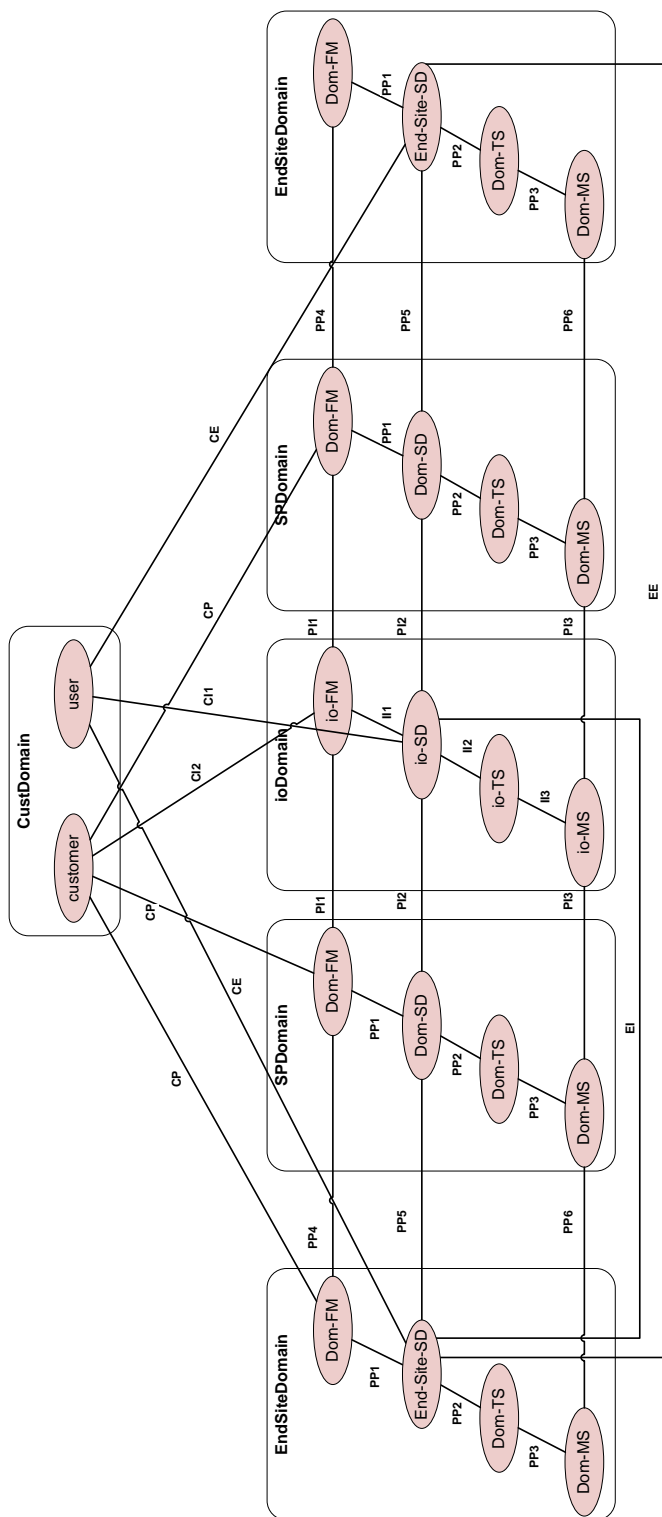 CustDomain
customer
user
CP
CE
CP
CI2
CI1
CP
CE
EndSiteDomain
SPDomain
ioDomain
SPDomain
EndSiteDomain
Dom-FM
PP4
Dom-FM
PI1
io-FM
PI1
Dom-FM
PP4
Dom-FM
PP1
PP1
II1
PP1
PP1
End-Site-SD
PP5
Dom-SD
PI2
io-SD
PI2
Dom-SD
PP5
End-Site-SD
PP2
PP2
II2
PP2
PP2
Dom-TS
Dom-TS
io-TS
Dom-TS
Dom-TS
PP3
PP3
II3
PP3
PP3
Dom-MS
PP6
Dom-MS
PI3
io-MS
PI3
Dom-MS
PP6
Dom-MS
EI
EE